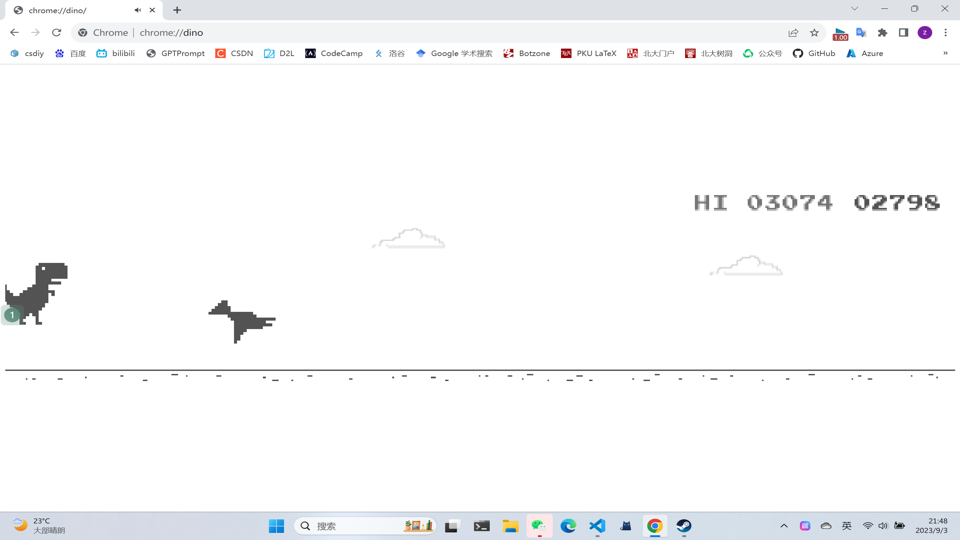 chrome://dino/
Chrome | chrome://dino
1.00
z
csdiy 百度 bilibili GPTPrompt CSDN D2L CodeCamp 洛谷 Google 学术搜索 Botzone PKU LaTeX 北大门户 北大树洞 公众号 GitHub Azure »
HI 03074 02798
1
23°C
大部晴朗
搜索
英
21:48
2023/9/3